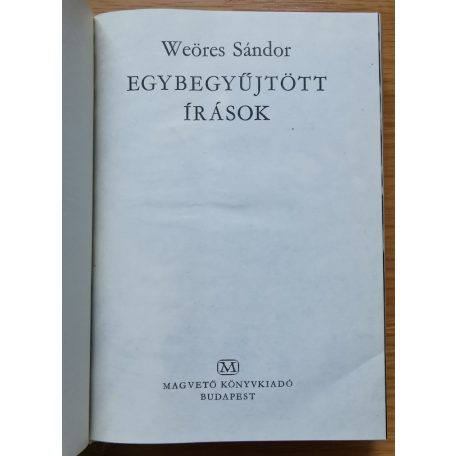 Weöres Sándor
EGYBEGYŰJTÖTT
ÍRÁSOK
M
MAGVETŐ KÖNYVKIADÓ
BUDAPEST